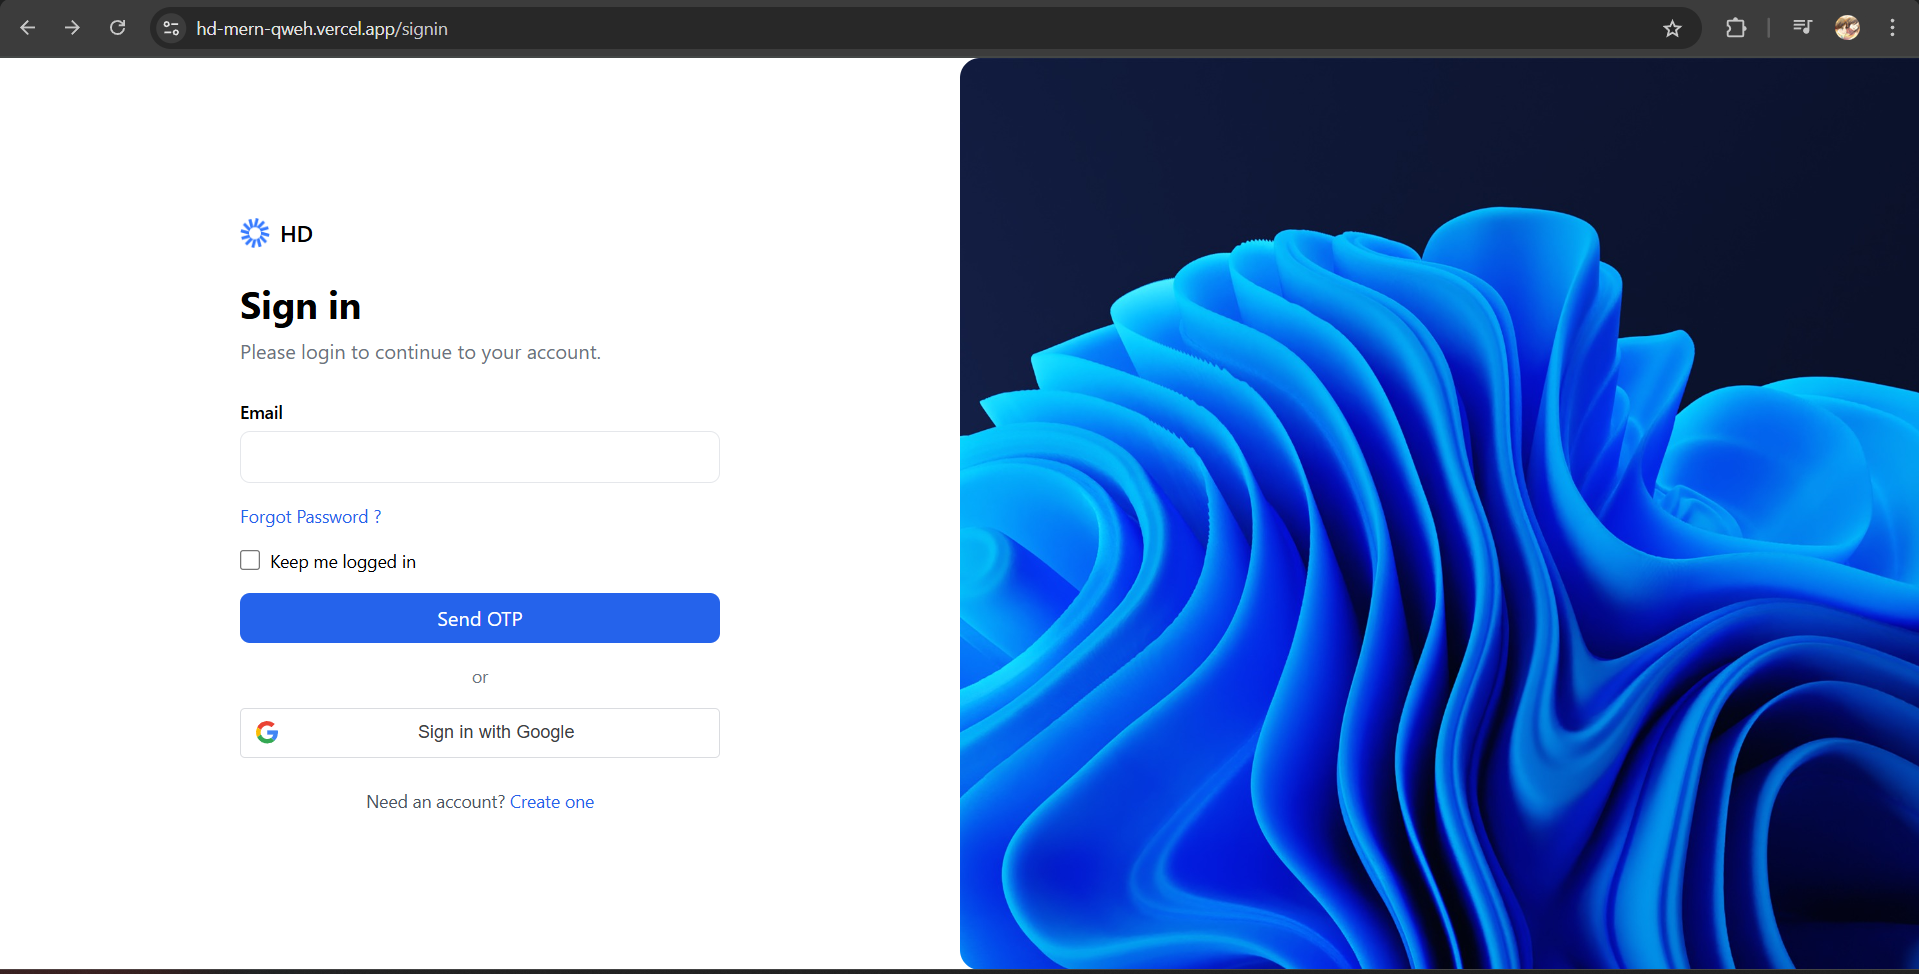 hd-mern-qweh.vercel.app/signin
HD
Sign in
Please login to continue to your account.
Email
Forgot Password ?
Keep me logged in
Send OTP
or
Sign in with Google
Need an account? Create one